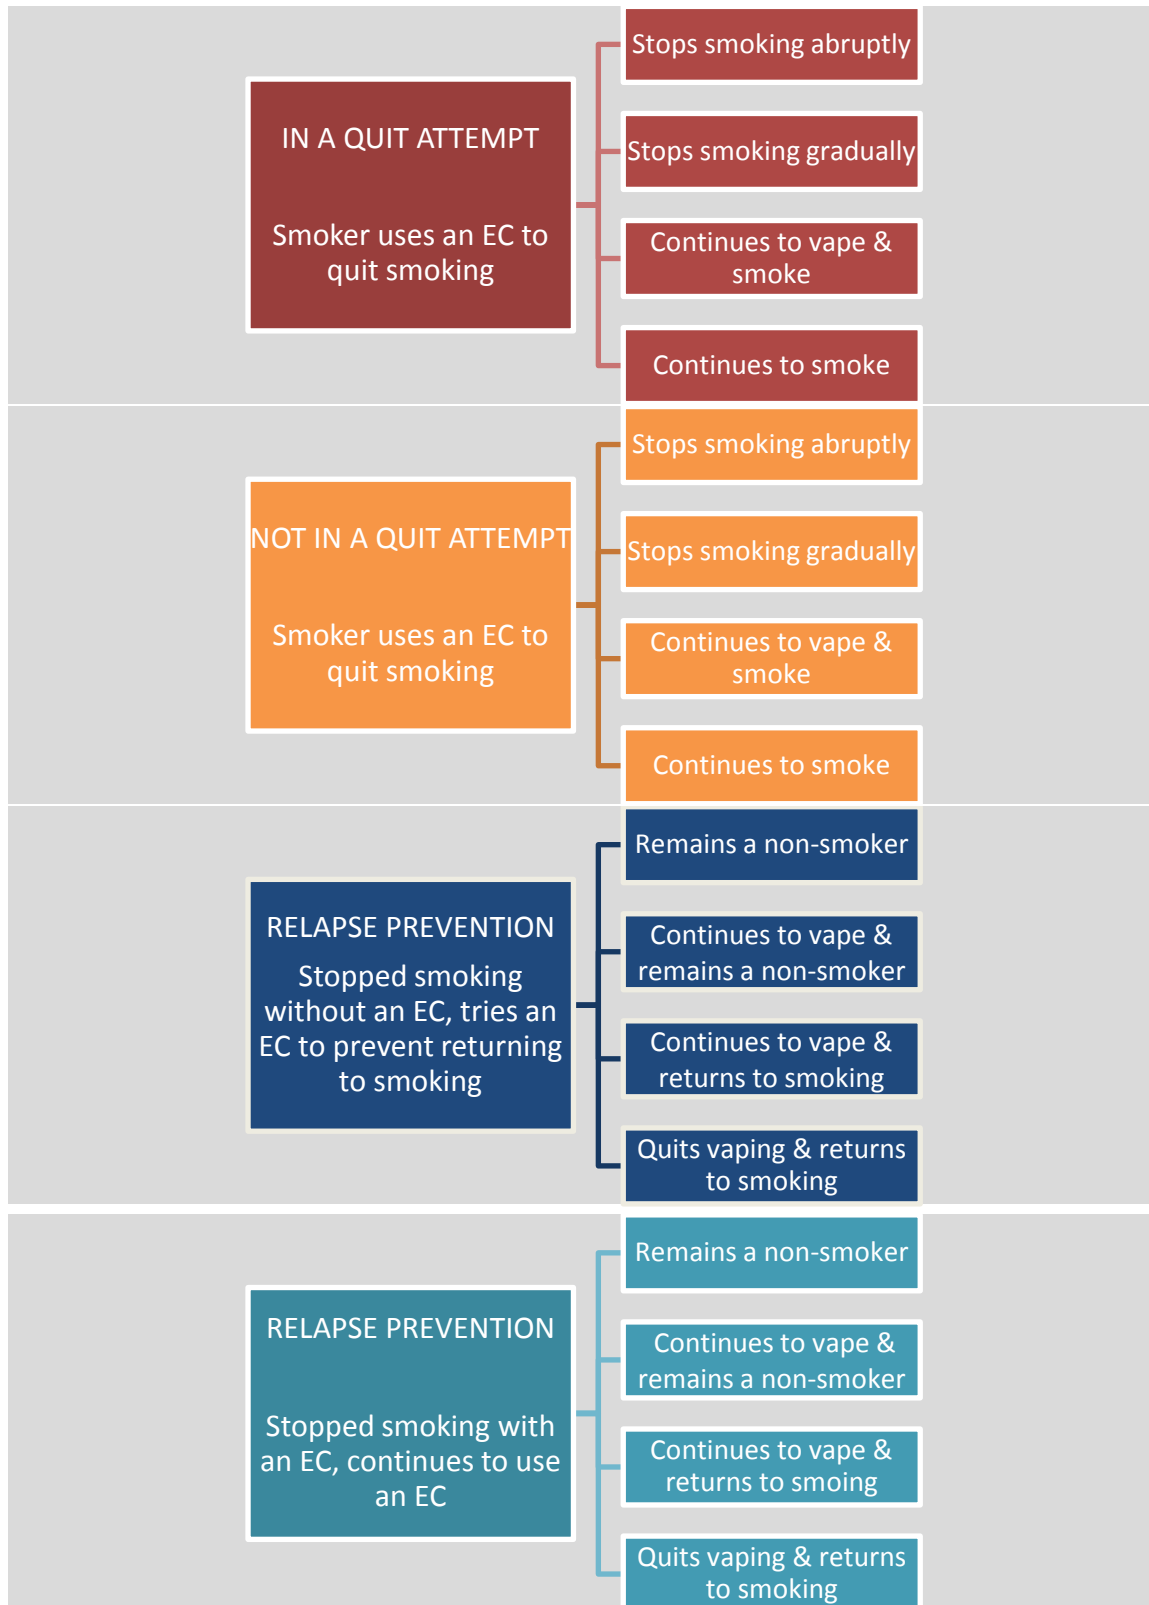 IN A QUIT ATTEMPT
Smoker uses an EC to
quit smoking
Stops smoking abruptly
Stops smoking gradually
Continues to vape &
smoke
Continues to smoke
NOT IN A QUIT ATTEMPT
Smoker uses an EC to
quit smoking
Stops smoking abruptly
Stops smoking gradually
Continues to vape &
smoke
Continues to smoke
RELAPSE PREVENTION
Stopped smoking
without an EC, tries an
EC to prevent returning
to smoking
Remains a non-smoker
Continues to vape &
remains a non-smoker
Continues to vape &
returns to smoking
Quits vaping & returns
to smoking
RELAPSE PREVENTION
Stopped smoking with
an EC, continues to use
an EC
Remains a non-smoker
Continues to vape &
remains a non-smoker
Continues to vape &
returns to smoing
Quits vaping & returns
to smoking